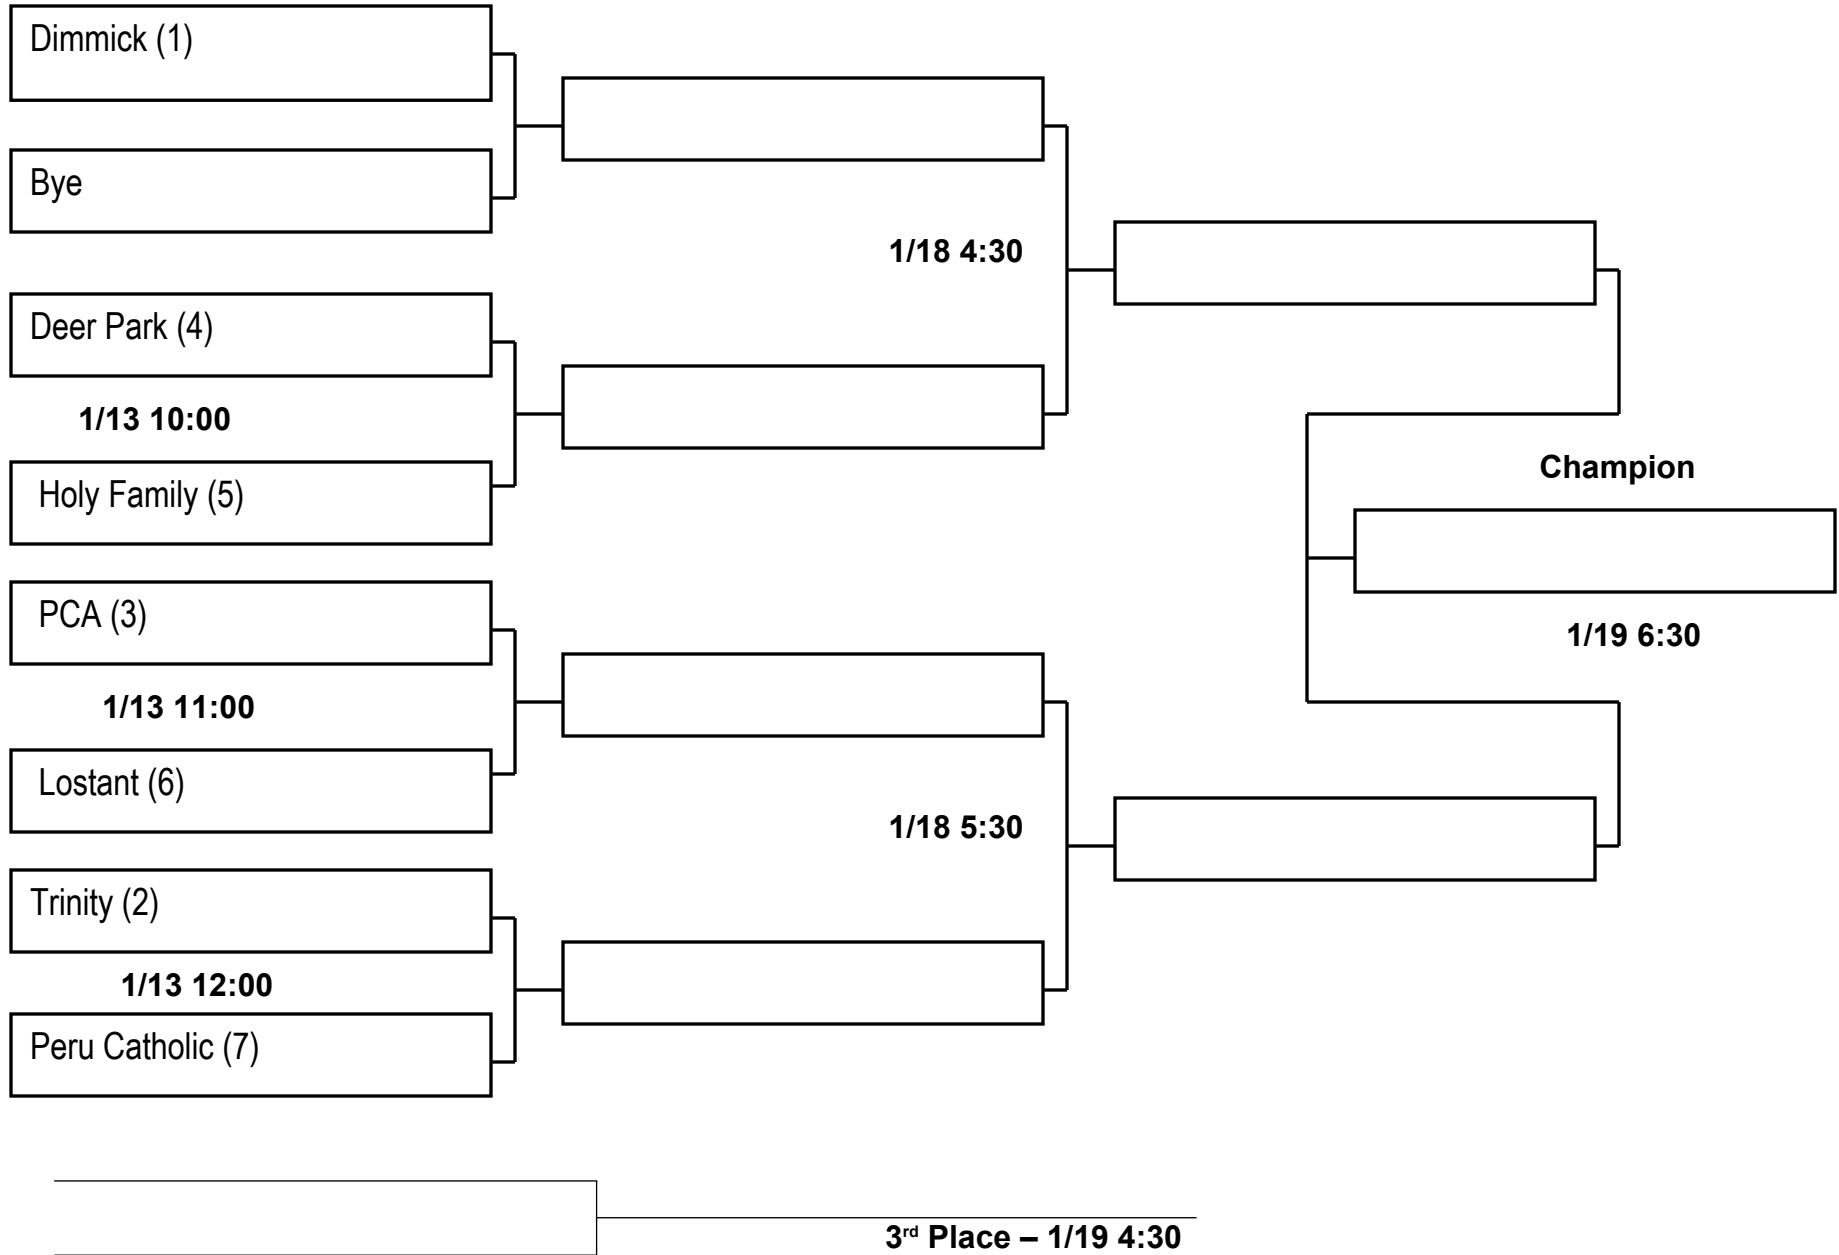 Dimmick (1)
Bye
1/18 4:30
Deer Park (4)
1/13 10:00
Holy Family (5)
Champion
PCA (3)
1/19 6:30
1/13 11:00
Lostant (6)
1/18 5:30
Trinity (2)
1/13 12:00
Peru Catholic (7)
3rd Place – 1/19 4:30